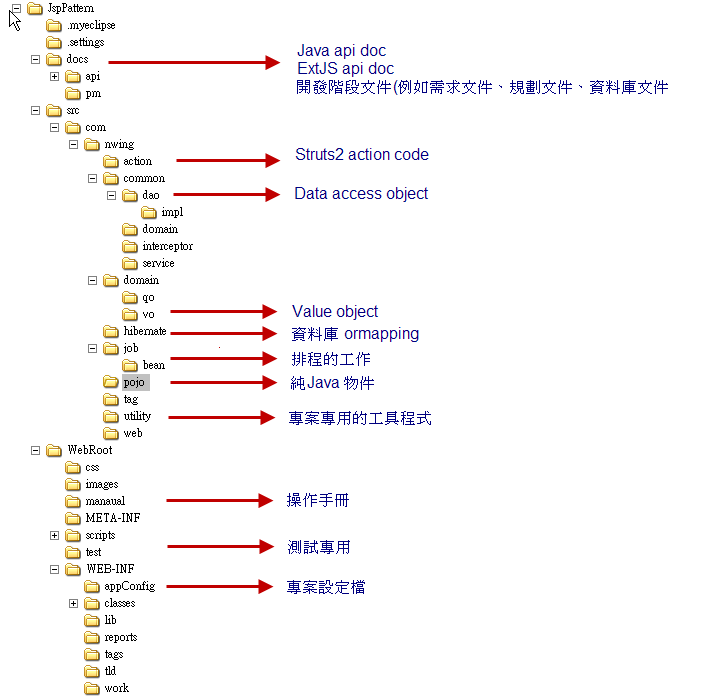 JspPattern
.myeclipse
.settings
docs
Java api doc
ExtJS api doc
開發階段文件(例如需求文件、規劃文件、資料庫文件
api
pm
src
com
nwing
action
Struts2 action code
common
dao
Data access object
impl
domain
interceptor
service
domain
qo
vo
Value object
hibernate
資料庫 ormapping
job
bean
排程的工作
pojo
純Java 物件
tag
utility
專案專用的工具程式
web
WebRoot
css
images
manaual
操作手冊
META-INF
scripts
test
測試專用
WEB-INF
appConfig
專案設定檔
classes
lib
reports
tags
tld
work